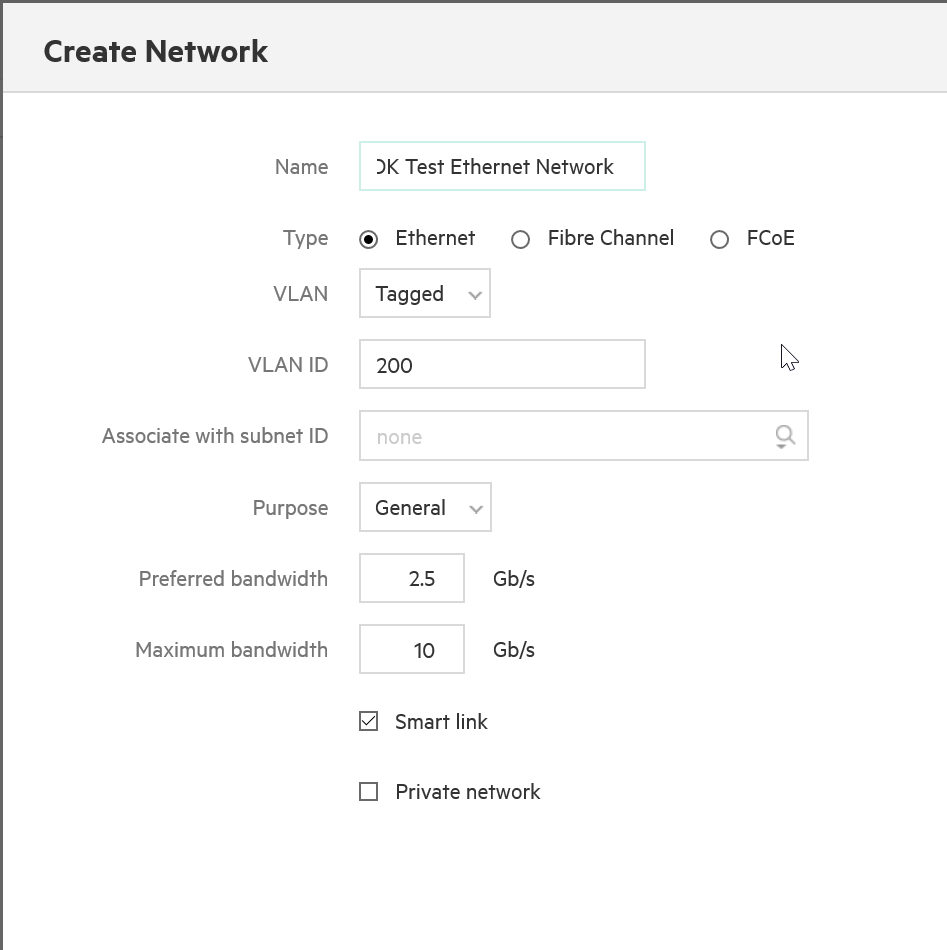 Create Network
Name
Test Ethernet Network
Type Ethernet Fibre Channel FCoE
VLAN Tagged
VLAN ID 200
Associate with subnet ID none
Purpose General
Preferred bandwidth 2.5 Gb/s
Maximum bandwidth 10 Gb/s
Smart link
Private network